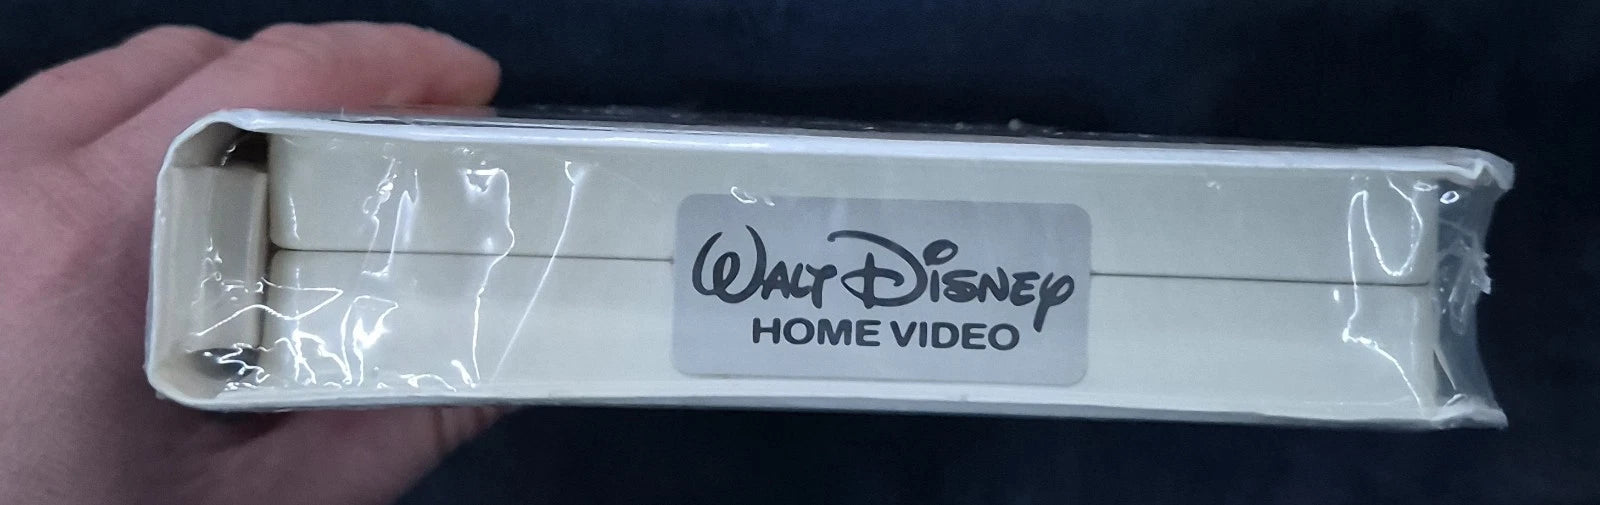 WALT DISNEY
HOME VIDEO